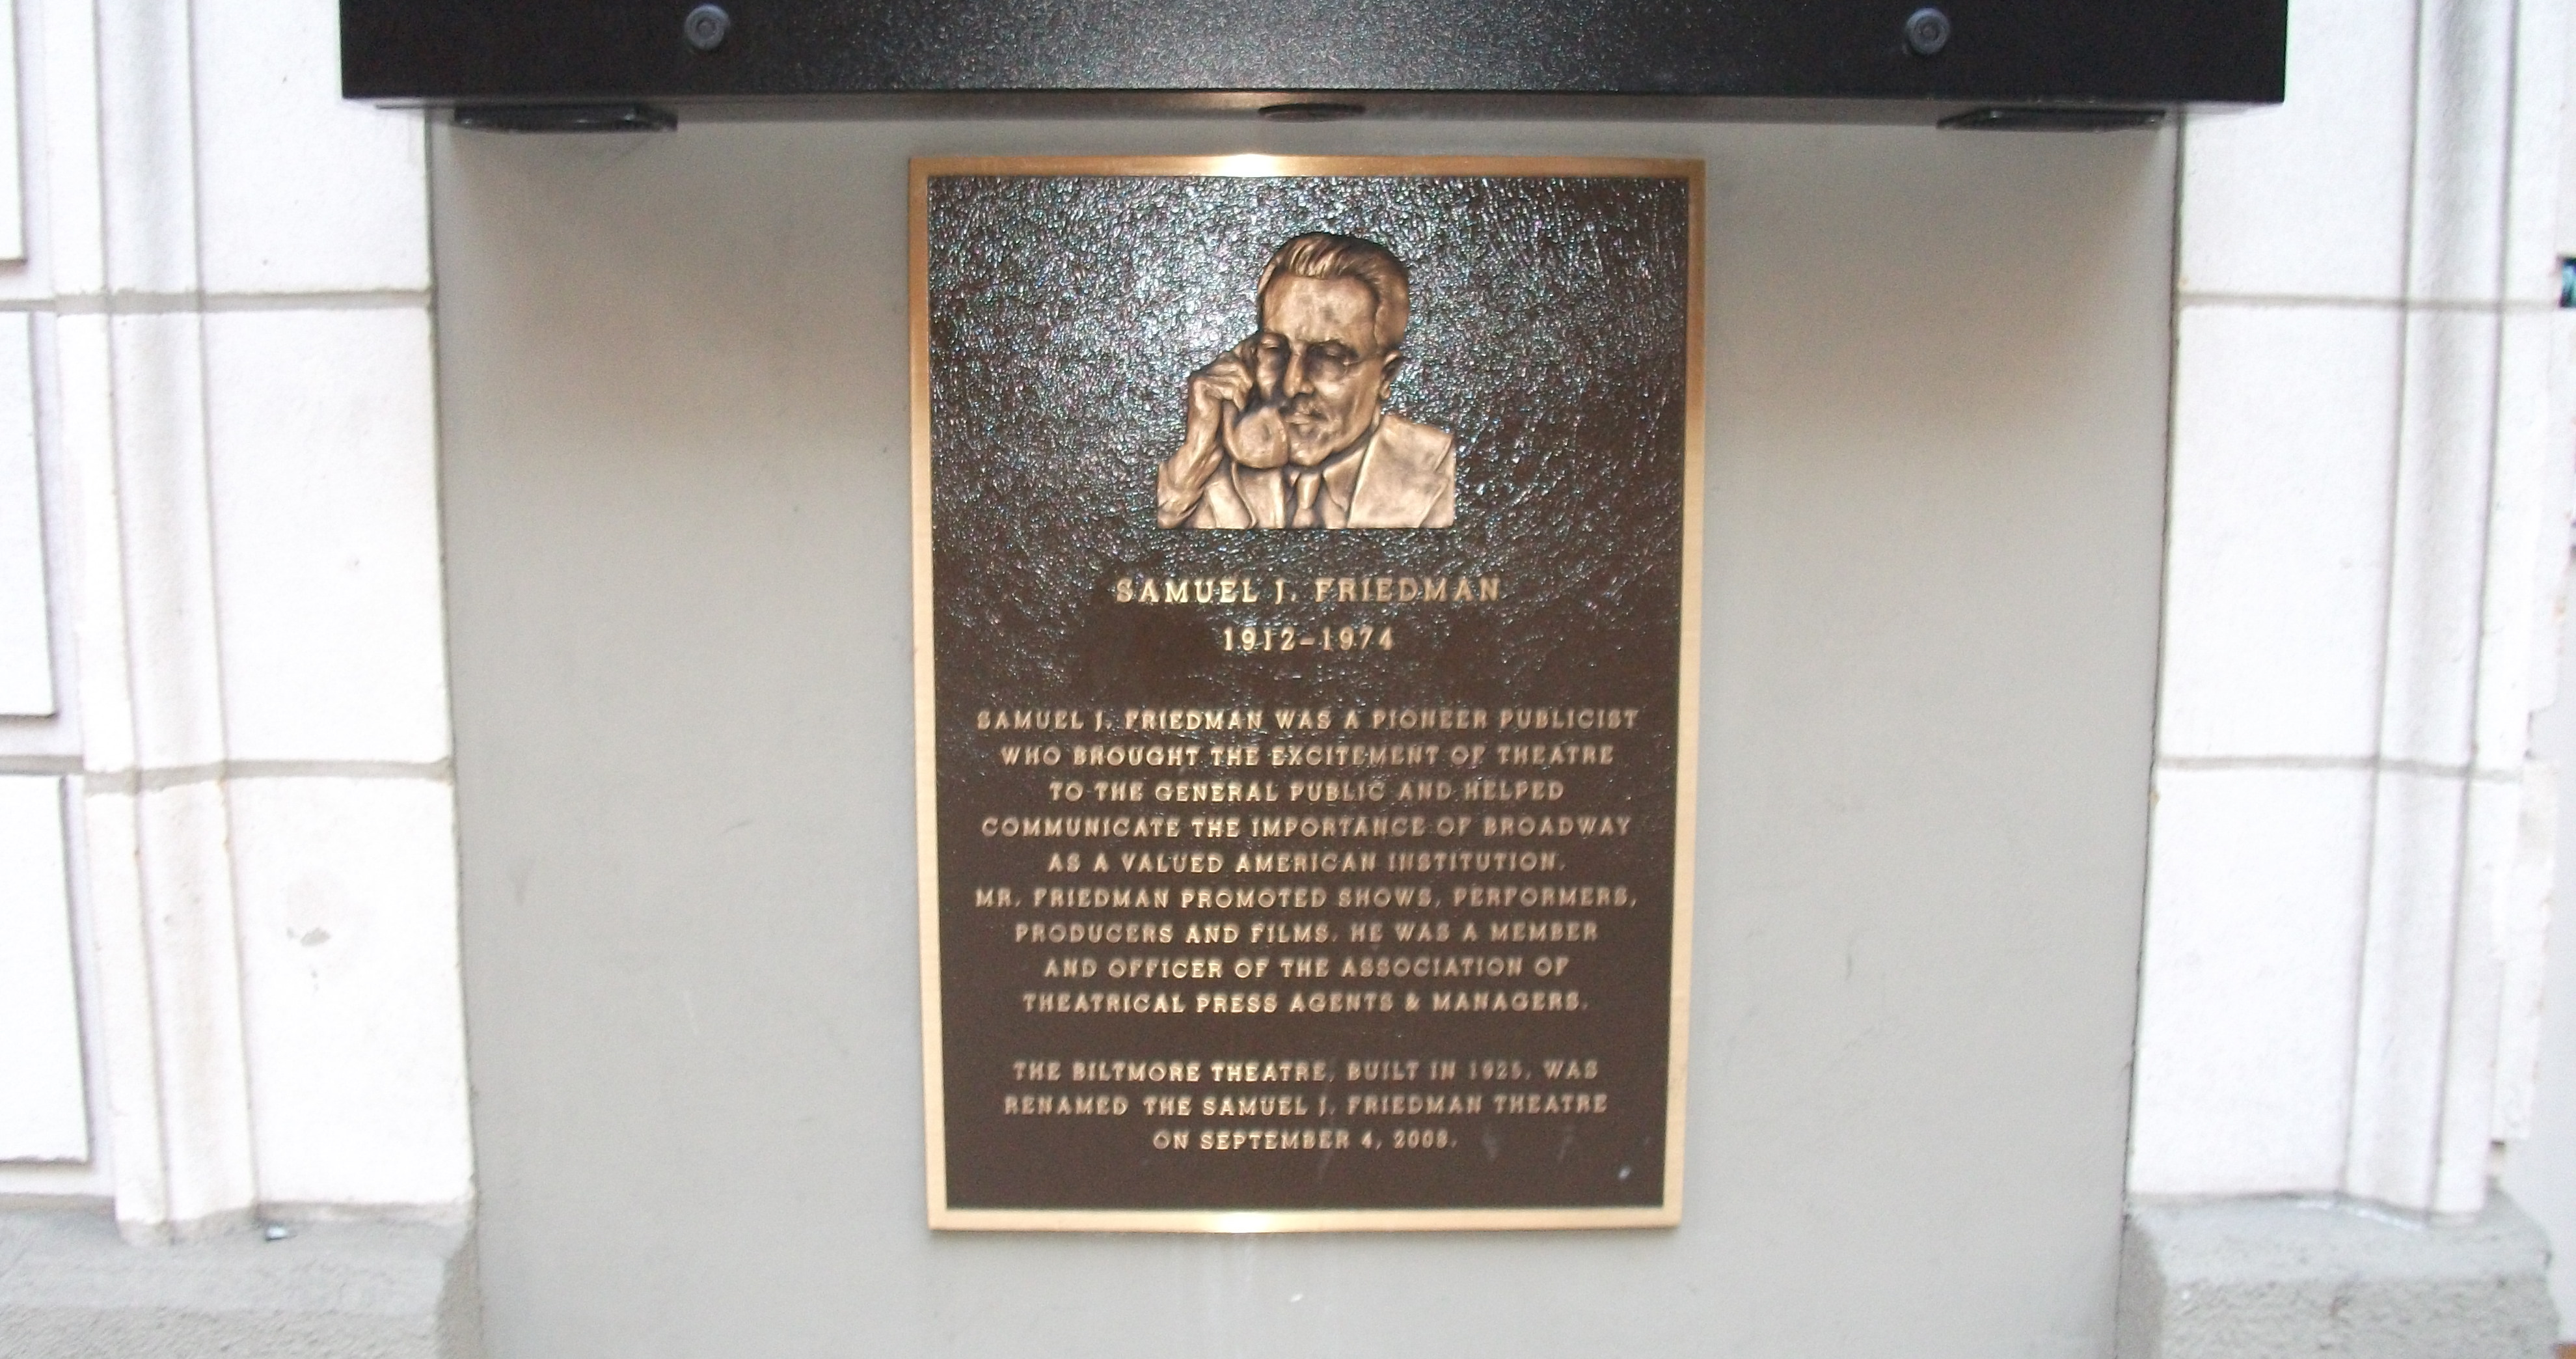 SAMUEL J. FRIEDMAN
1912-1974
SAMUEL J. FRIEDMAN WAS A PIONEER PUBLICIST
WHO BROUGHT THE EXCITEMENT OF THEATRE
TO THE GENERAL PUBLIC AND HELPED
COMMUNICATE THE IMPORTANCE OF BROADWAY
AS A VALUED AMERICAN INSTITUTION.
MR. FRIEDMAN PROMOTED SHOWS, PERFORMERS,
PRODUCERS AND FILMS. HE WAS A MEMBER
AND OFFICER OF THE ASSOCIATION OF
THEATRICAL PRESS AGENTS & MANAGERS.
THE BILTMORE THEATRE, BUILT IN 1925, WAS
RENAMED THE SAMUEL J. FRIEDMAN THEATRE
ON SEPTEMBER 4, 2008.